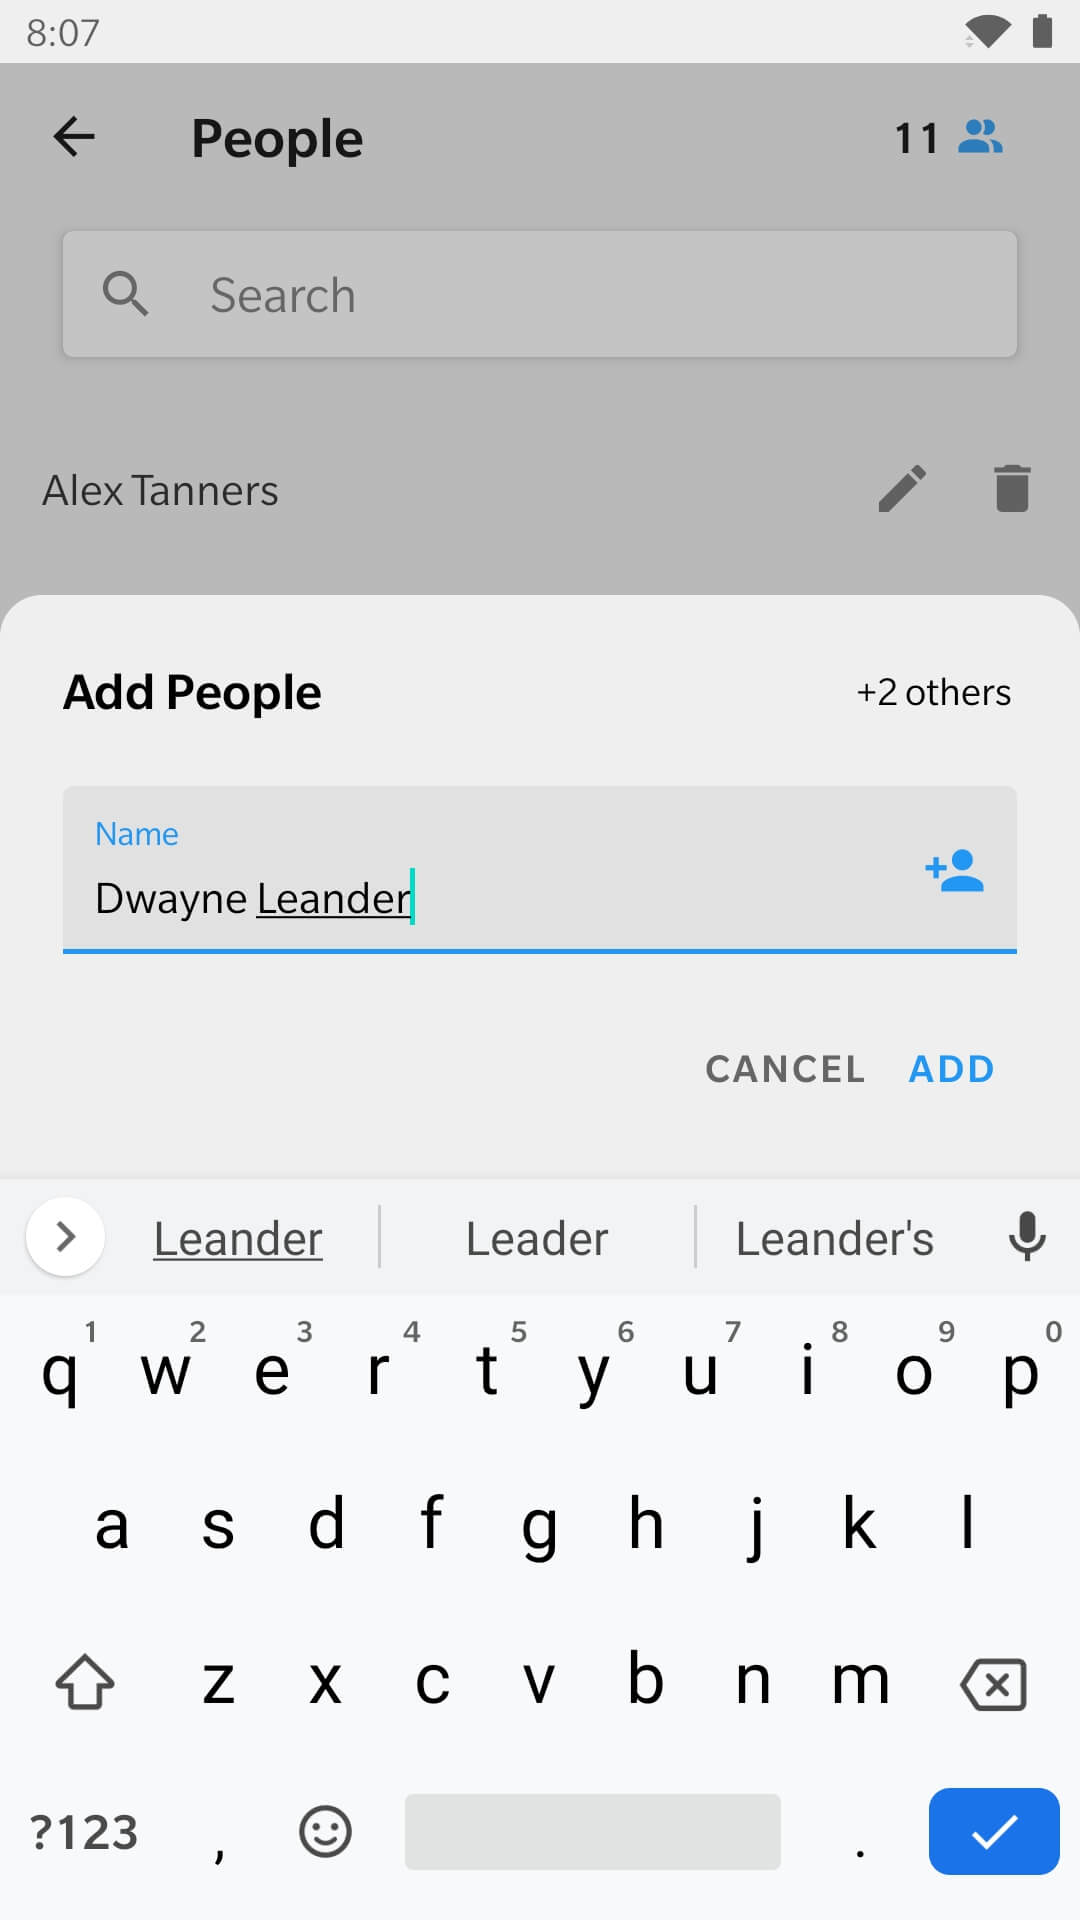 8:07
People
11
Search
Alex Tanners
Add People
+2 others
Name
Dwayne Leander
CANCEL ADD
Leander Leader Leander's
1 2 3 4 5 6 7 8 9 0
q w e r t y u i o p
a s d f g h j k l
z x c v b n m
?123 , .